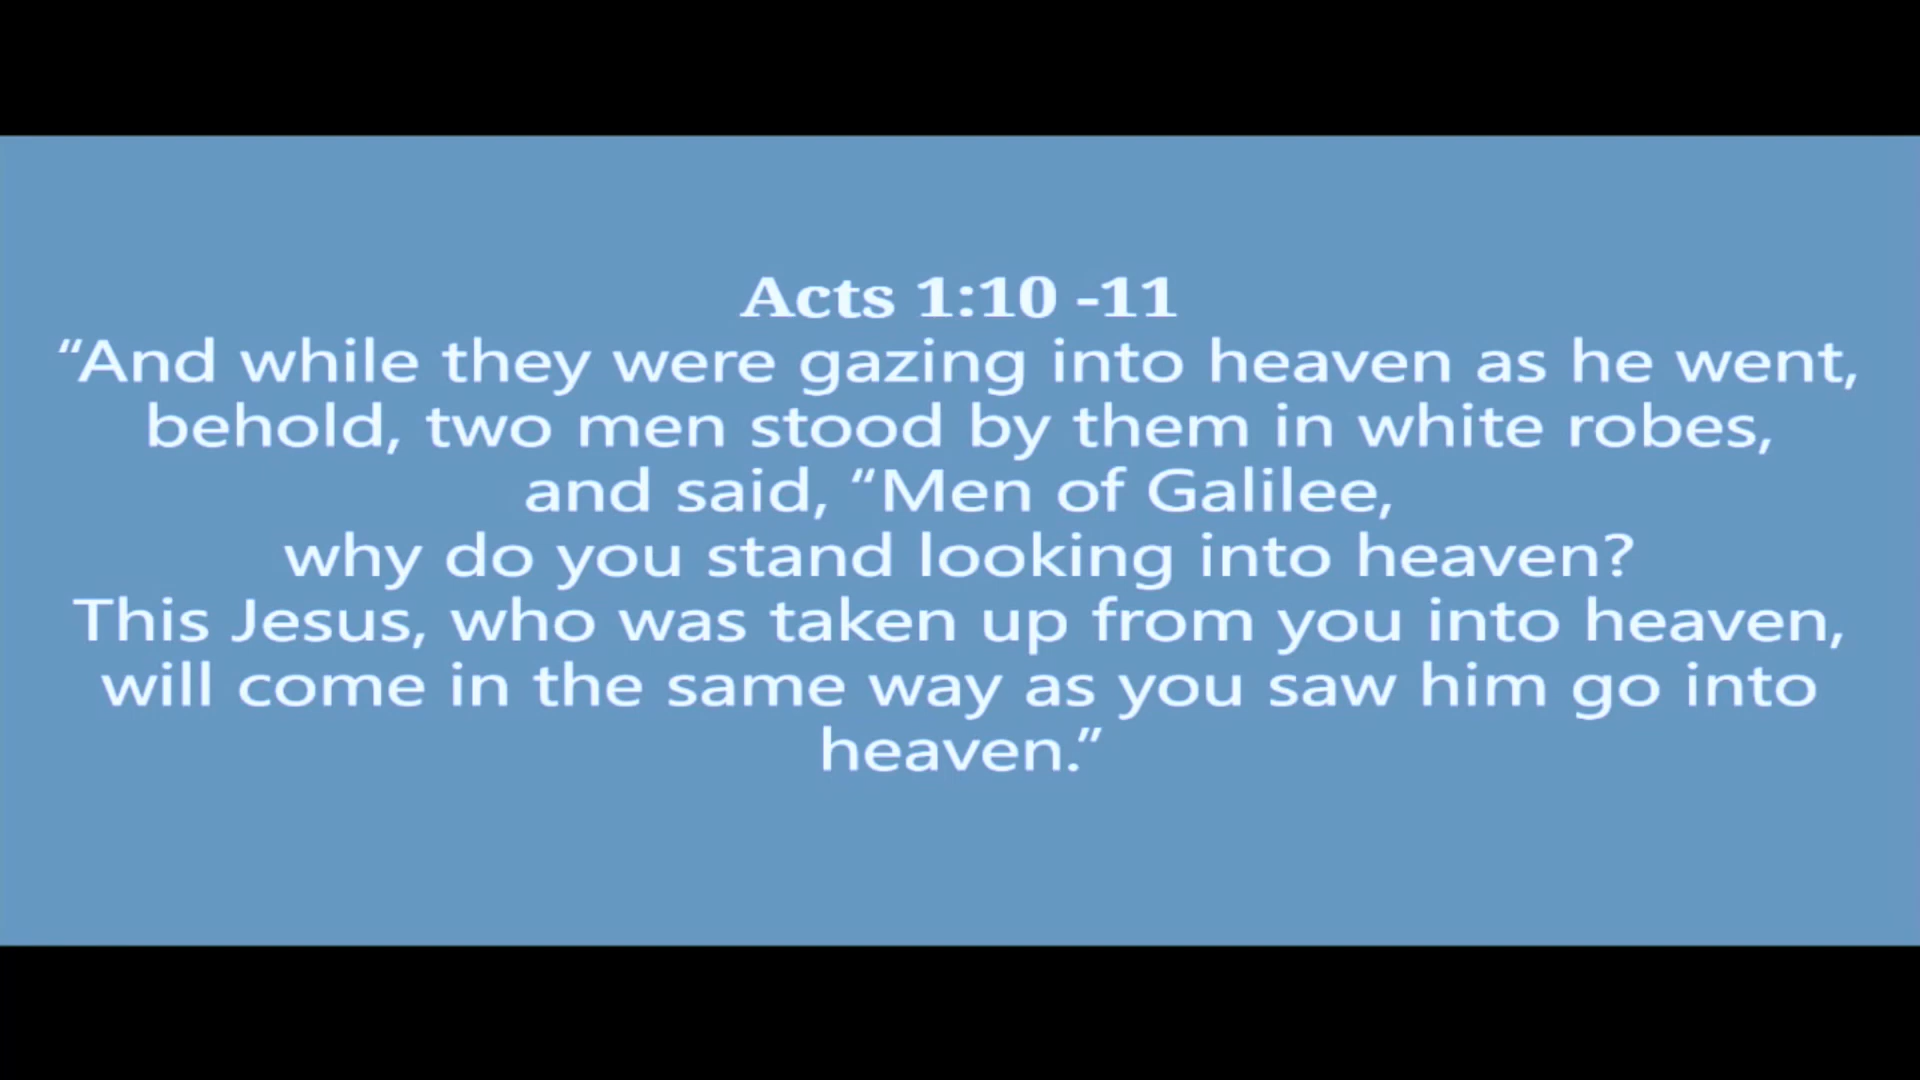 Acts 1:10 -11
“And while they were gazing into heaven as he went,
behold, two men stood by them in white robes,
and said, “Men of Galilee,
why do you stand looking into heaven?
This Jesus, who was taken up from you into heaven,
will come in the same way as you saw him go into
heaven.”